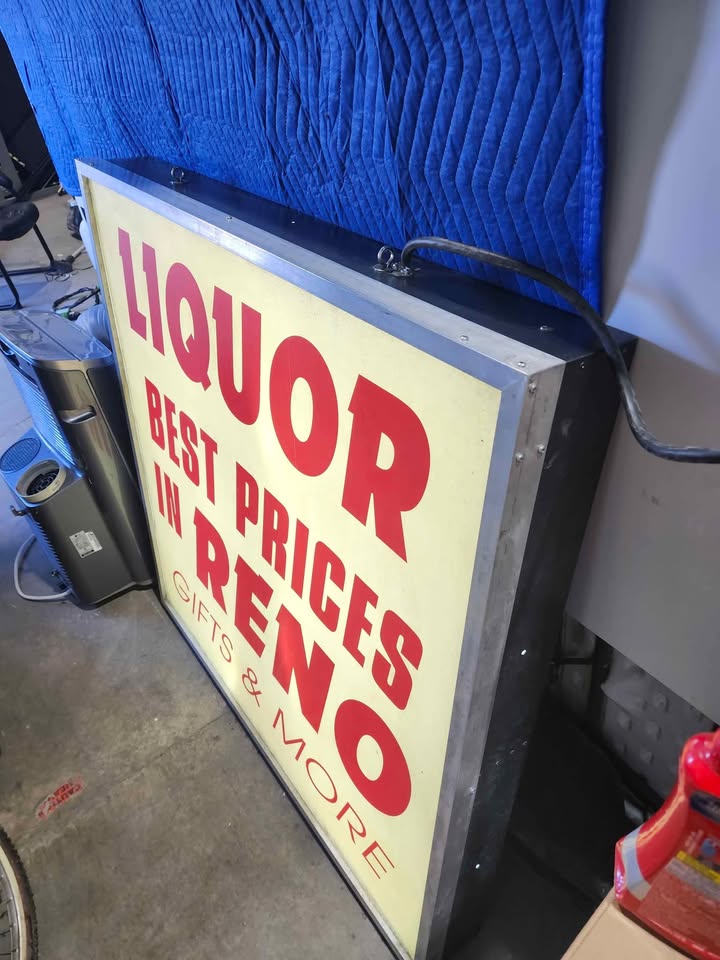 LIQUOR
BEST PRICES
IN RENO
GIFTS & MORE